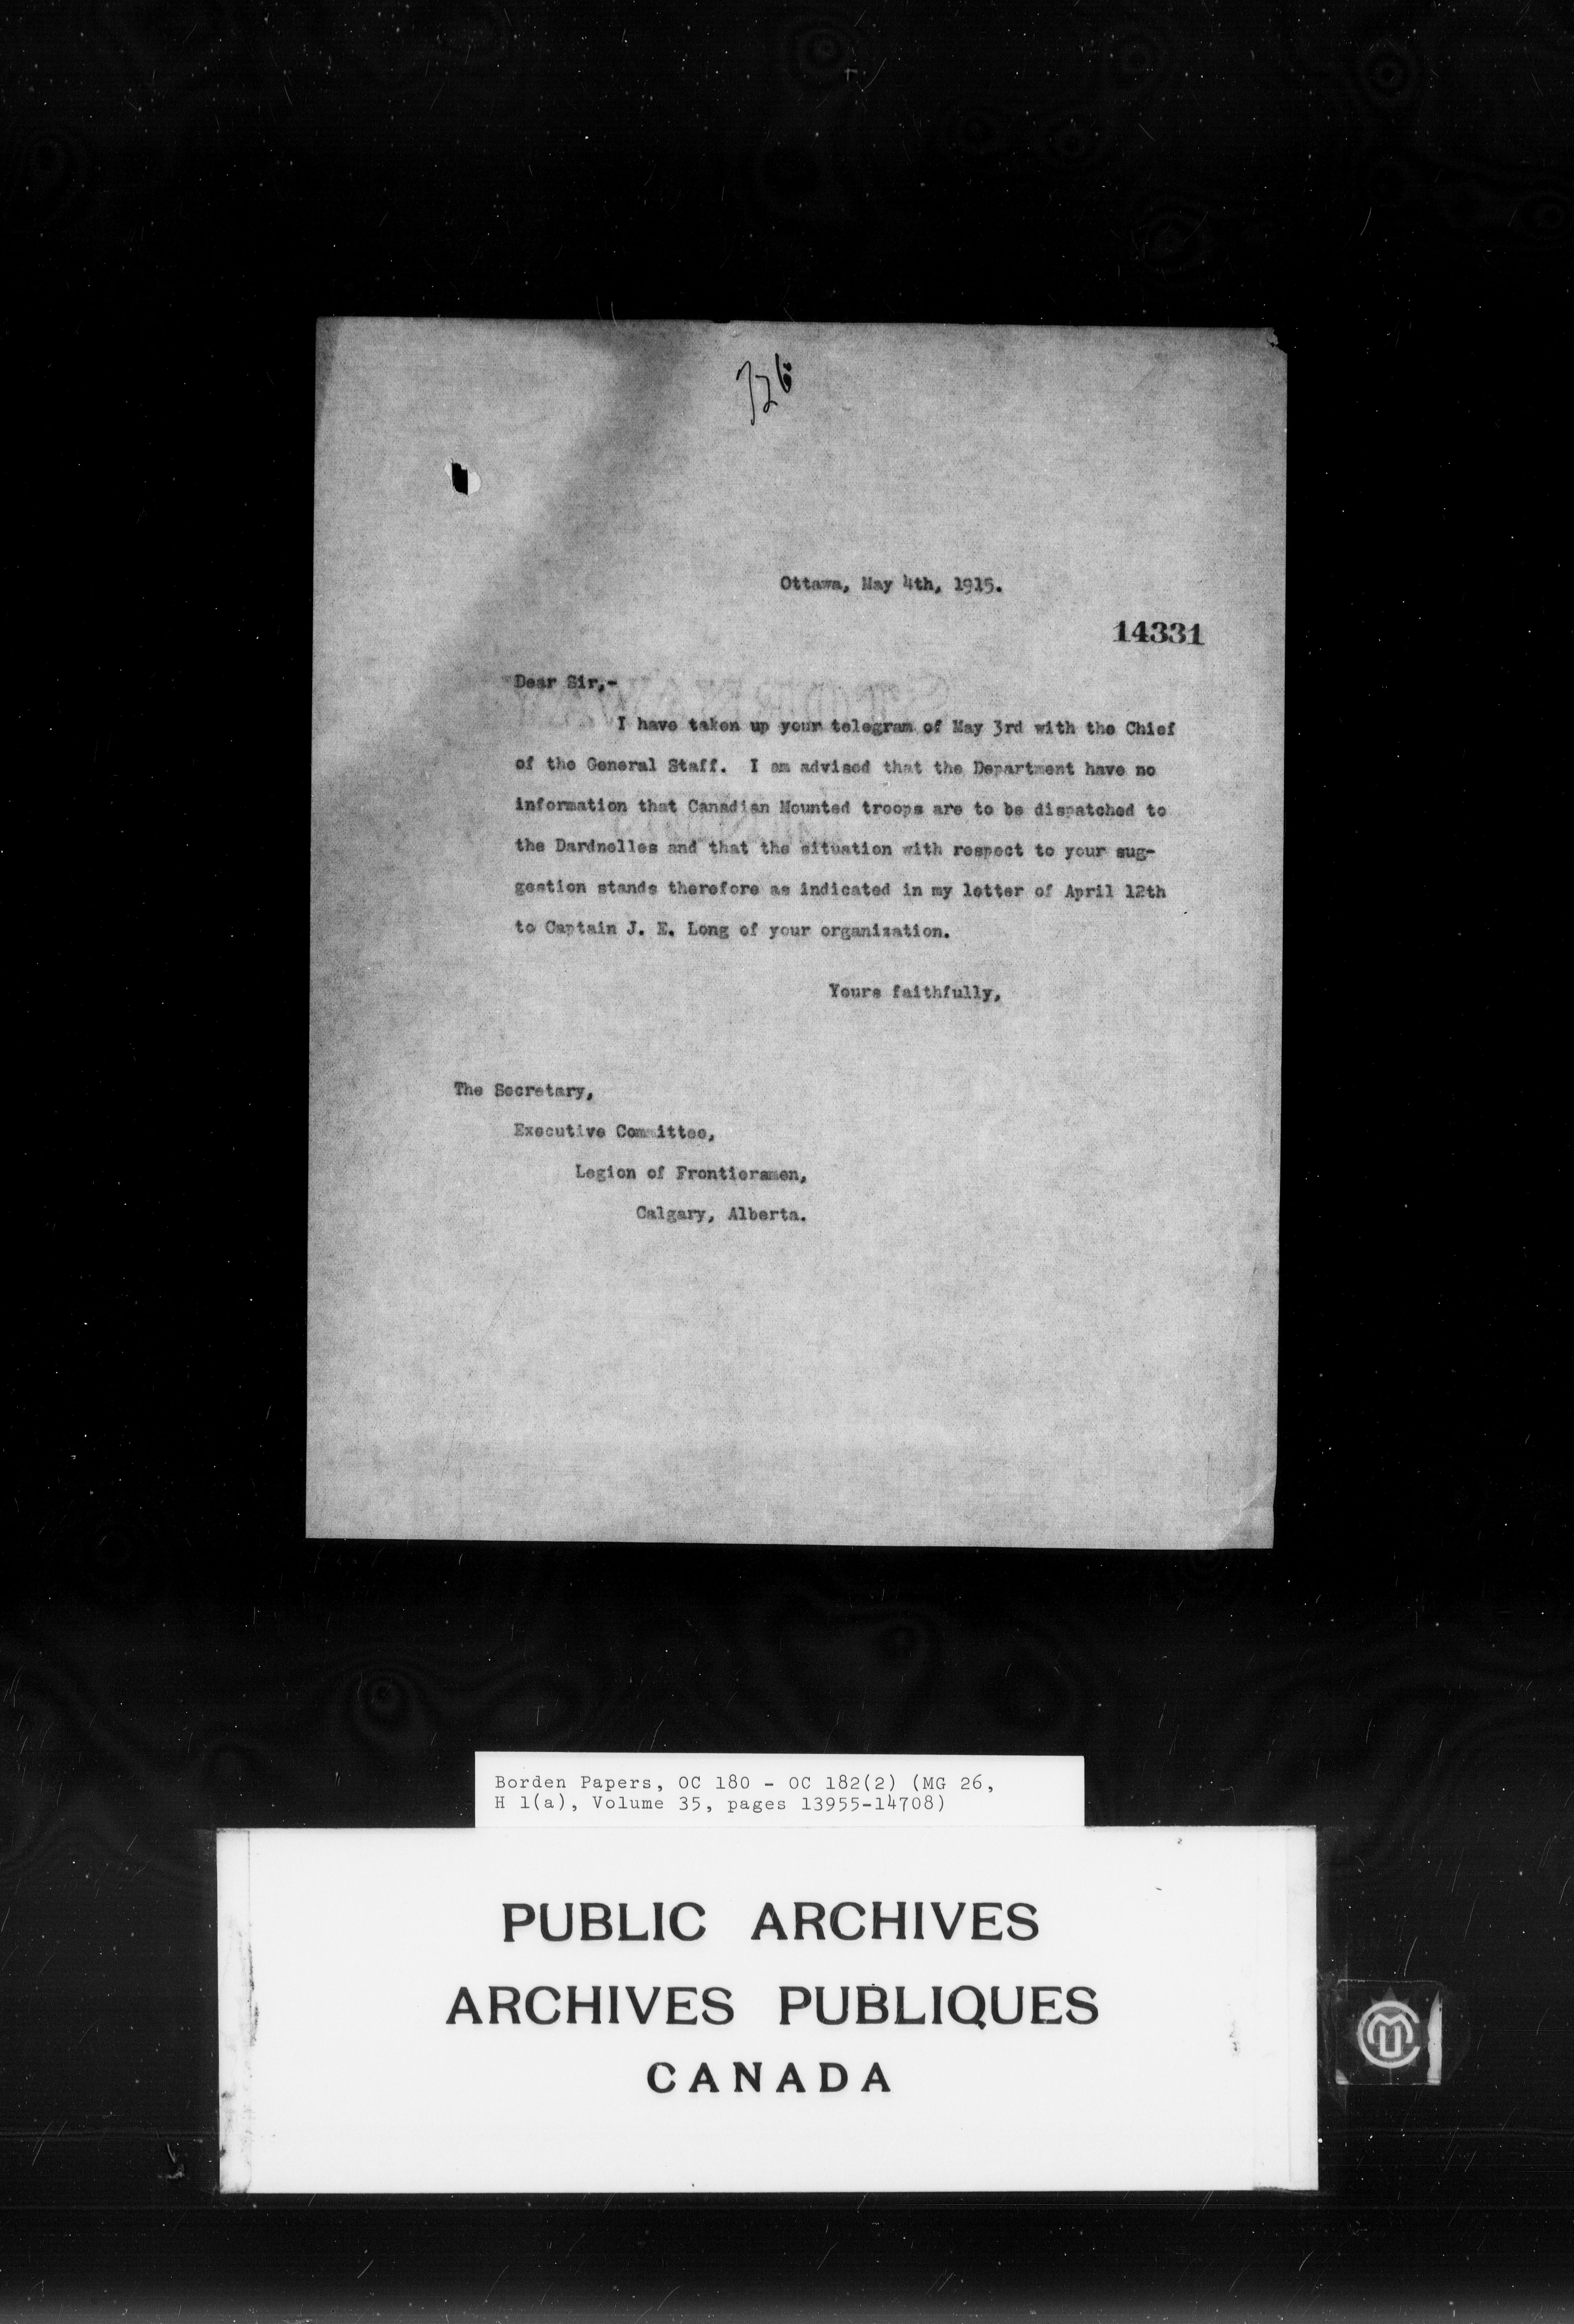 326
Ottawa, May 4th, 1915.
14331
Dear Sir,-
I have taken up your telegram of May 3rd with the Chief
of the General Staff. I am advised that the Department have no
information that Canadian Mounted troops are to be dispatched to
the Dardnelles and that the situation with respect to your sug-
gestion stands therefore as indicated in my letter of April 12th
to Captain J. E. Long of your organization.
Yours faithfully,
The Secretary,
Executive Committee,
Legion of Frontiersmen,
Calgary, Alberta.
Borden Papers, OC 180 - OC 182(2) (MG 26,
H 1(a), Volume 35, pages 13955-14708)
PUBLIC ARCHIVES
ARCHIVES PUBLIQUES
CANADA